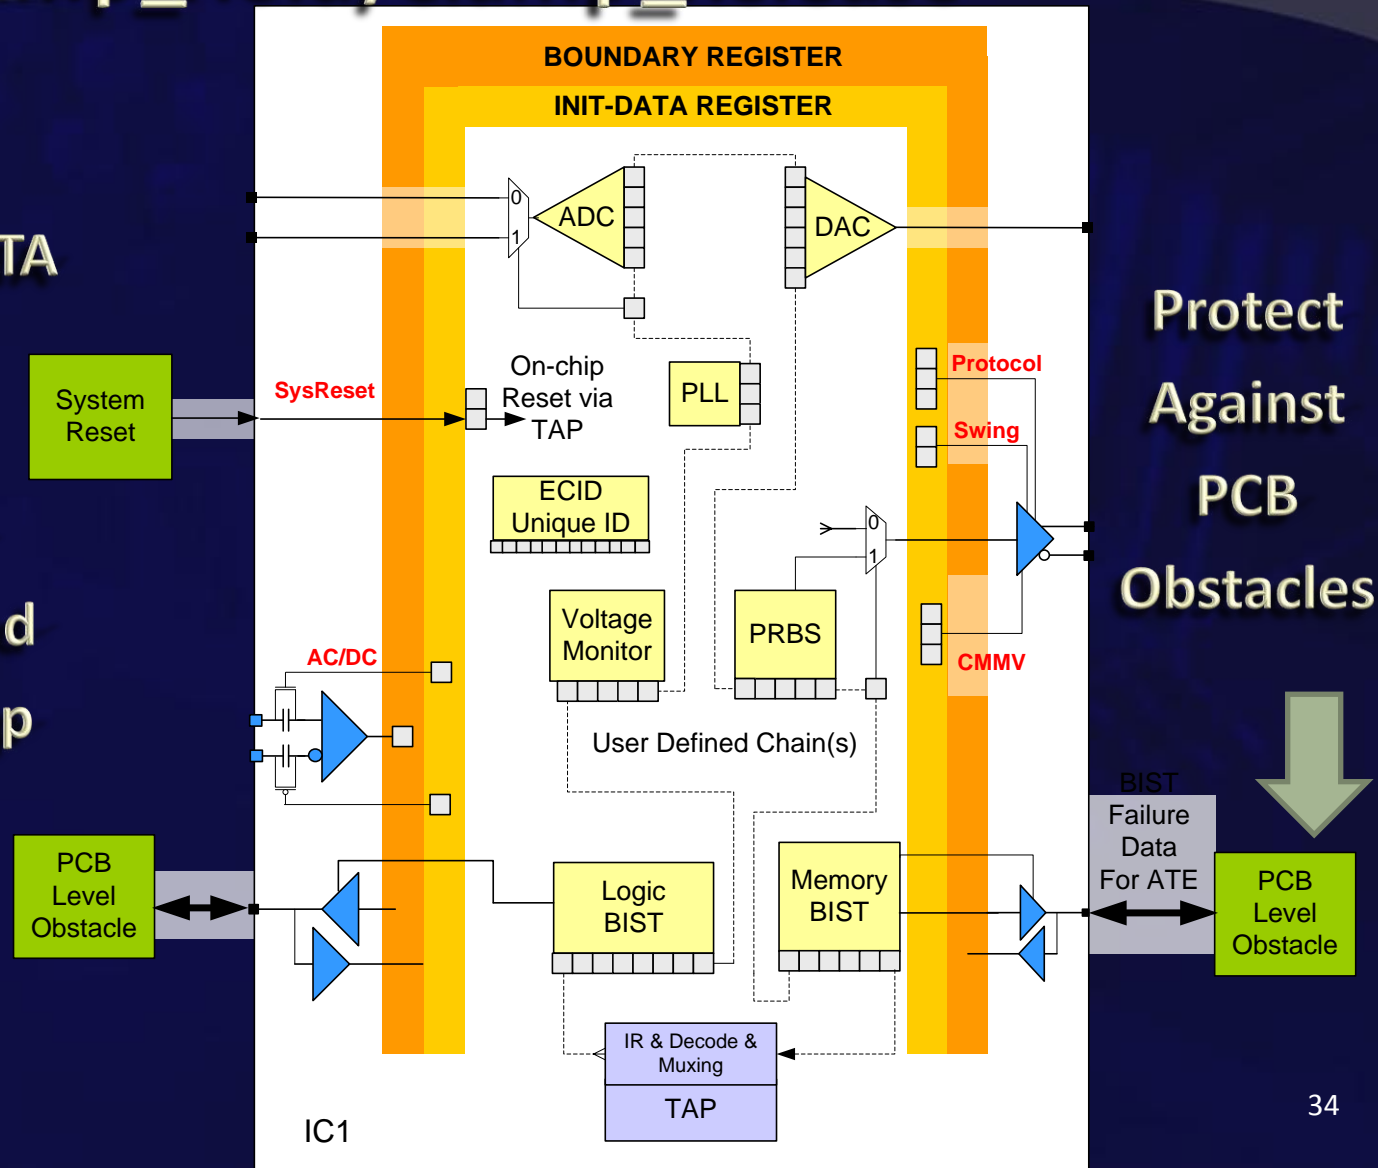 BOUNDARY REGISTER
INIT-DATA REGISTER
0
1
ADC
DAC
TA
Protect
Against
PCB
Obstacles
System
Reset
SysReset
On-chip
Reset via
TAP
PLL
Protocol
Swing
ECID
Unique ID
0
1
Voltage
Monitor
PRBS
CMMV
d
p
AC/DC
User Defined Chain(s)
PCB
Level
Obstacle
Logic
BIST
Memory
BIST
BIST
Failure
Data
For ATE
PCB
Level
Obstacle
IR & Decode &
Muxing
TAP
IC1
34